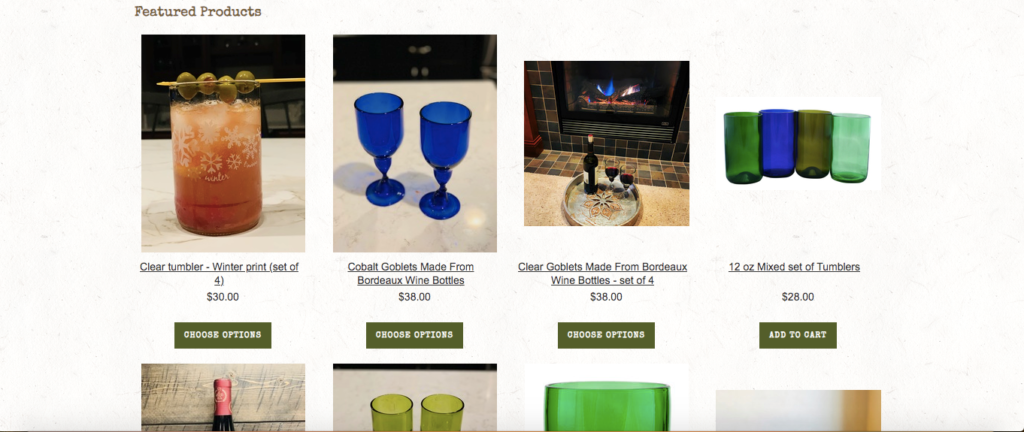 Featured Products
winter
Clear tumbler - Winter print (set of
4)
$30.00
CHOOSE OPTIONS
Cobalt Goblets Made From
Bordeaux Wine Bottles
$38.00
CHOOSE OPTIONS
Clear Goblets Made From Bordeaux
Wine Bottles - set of 4
$38.00
CHOOSE OPTIONS
12 oz Mixed set of Tumblers
$28.00
ADD TO CART